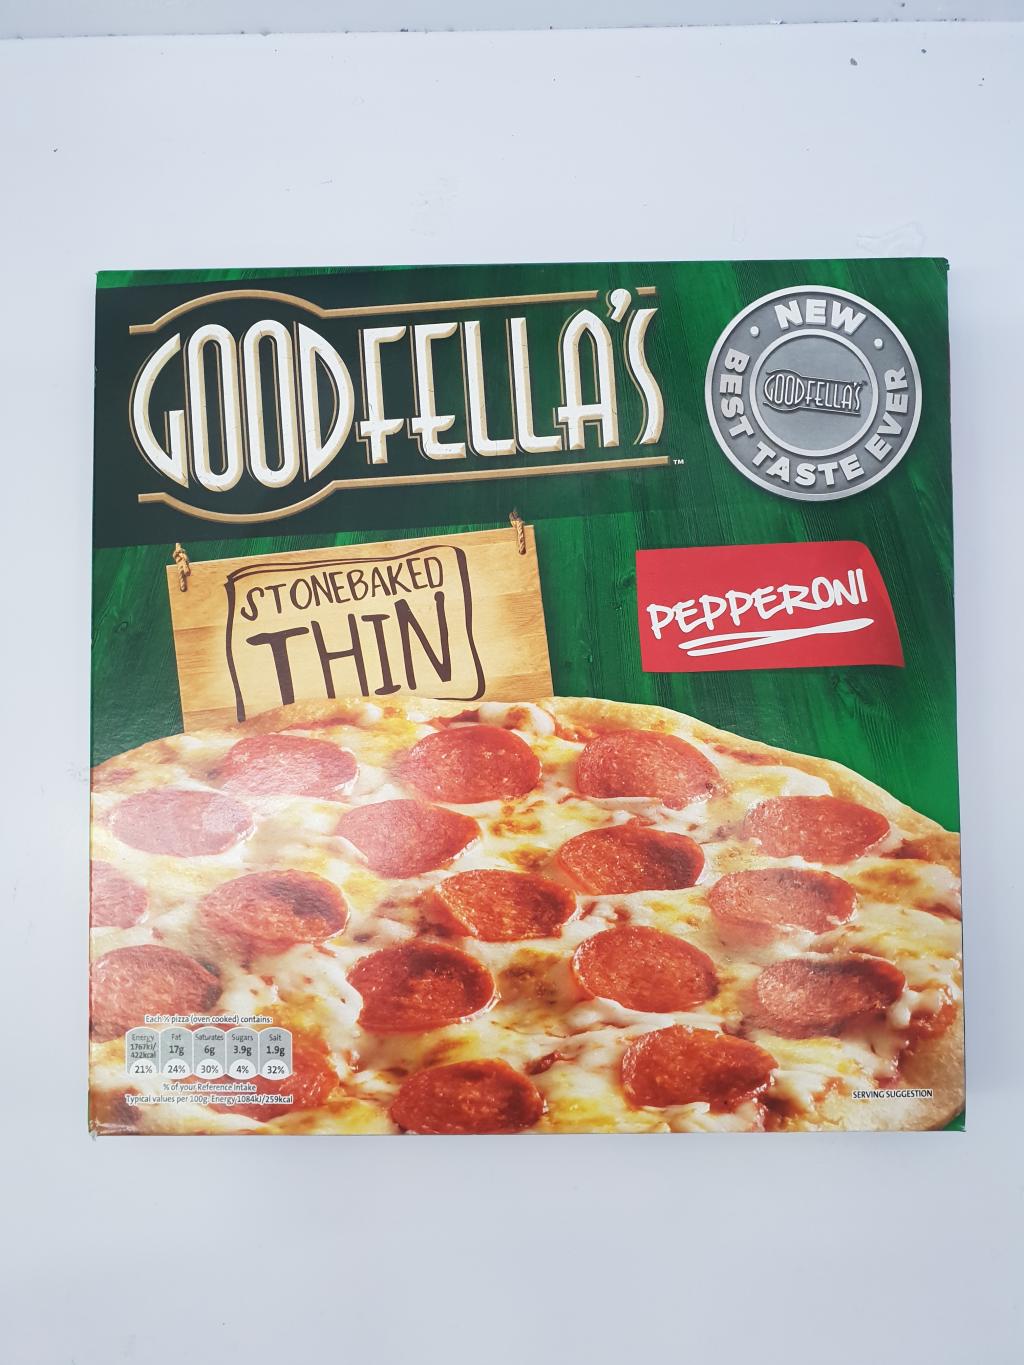 GOODFELLA'S
™
NEW
BEST TASTE EVER
GOODFELLA'S
STONEBAKED
THIN
PEPPERONI
Each ½ pizza (oven cooked) contains:
Energy 1767kJ/ 422kcal 21%
Fat 17g 24%
Saturates 6g 30%
Sugars 3.9g 4%
Salt 1.9g 32%
% of your Reference Intake
Typical values per 100g: Energy 1084kJ/259kcal
SERVING SUGGESTION